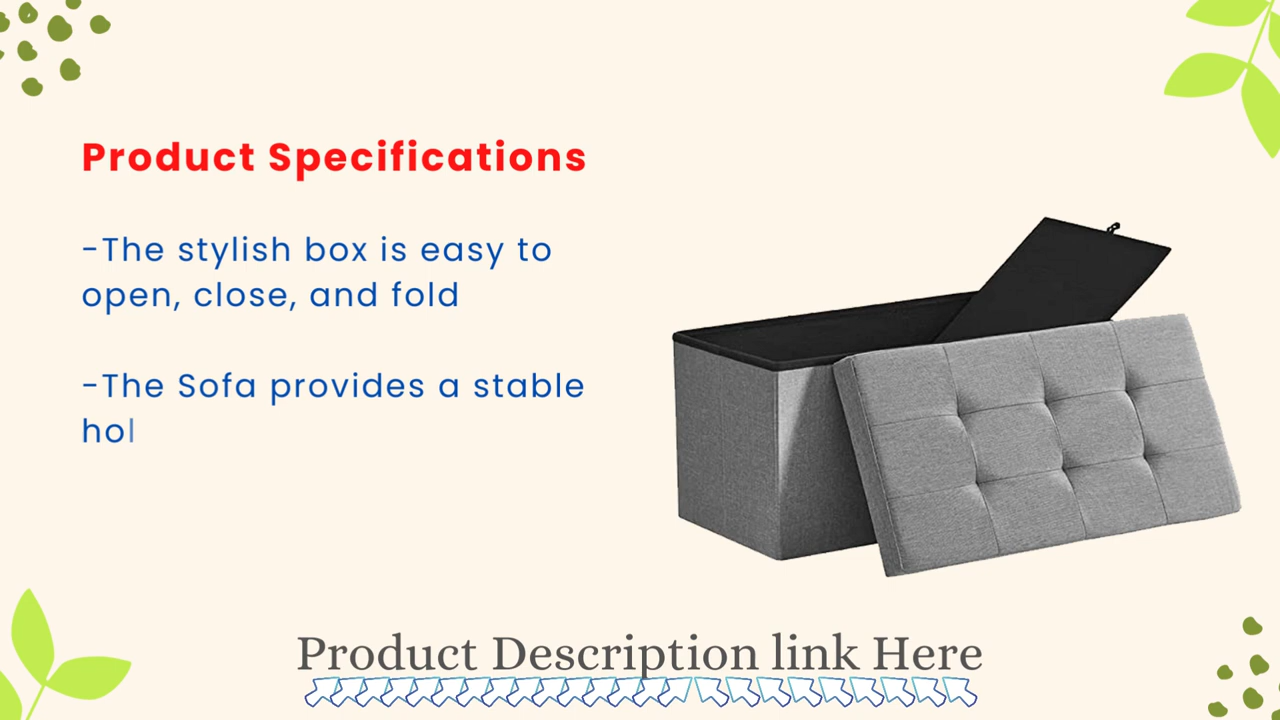 Product Specifications
-The stylish box is easy to
open, close, and fold
-The Sofa provides a stable
hol
Product Description link Here